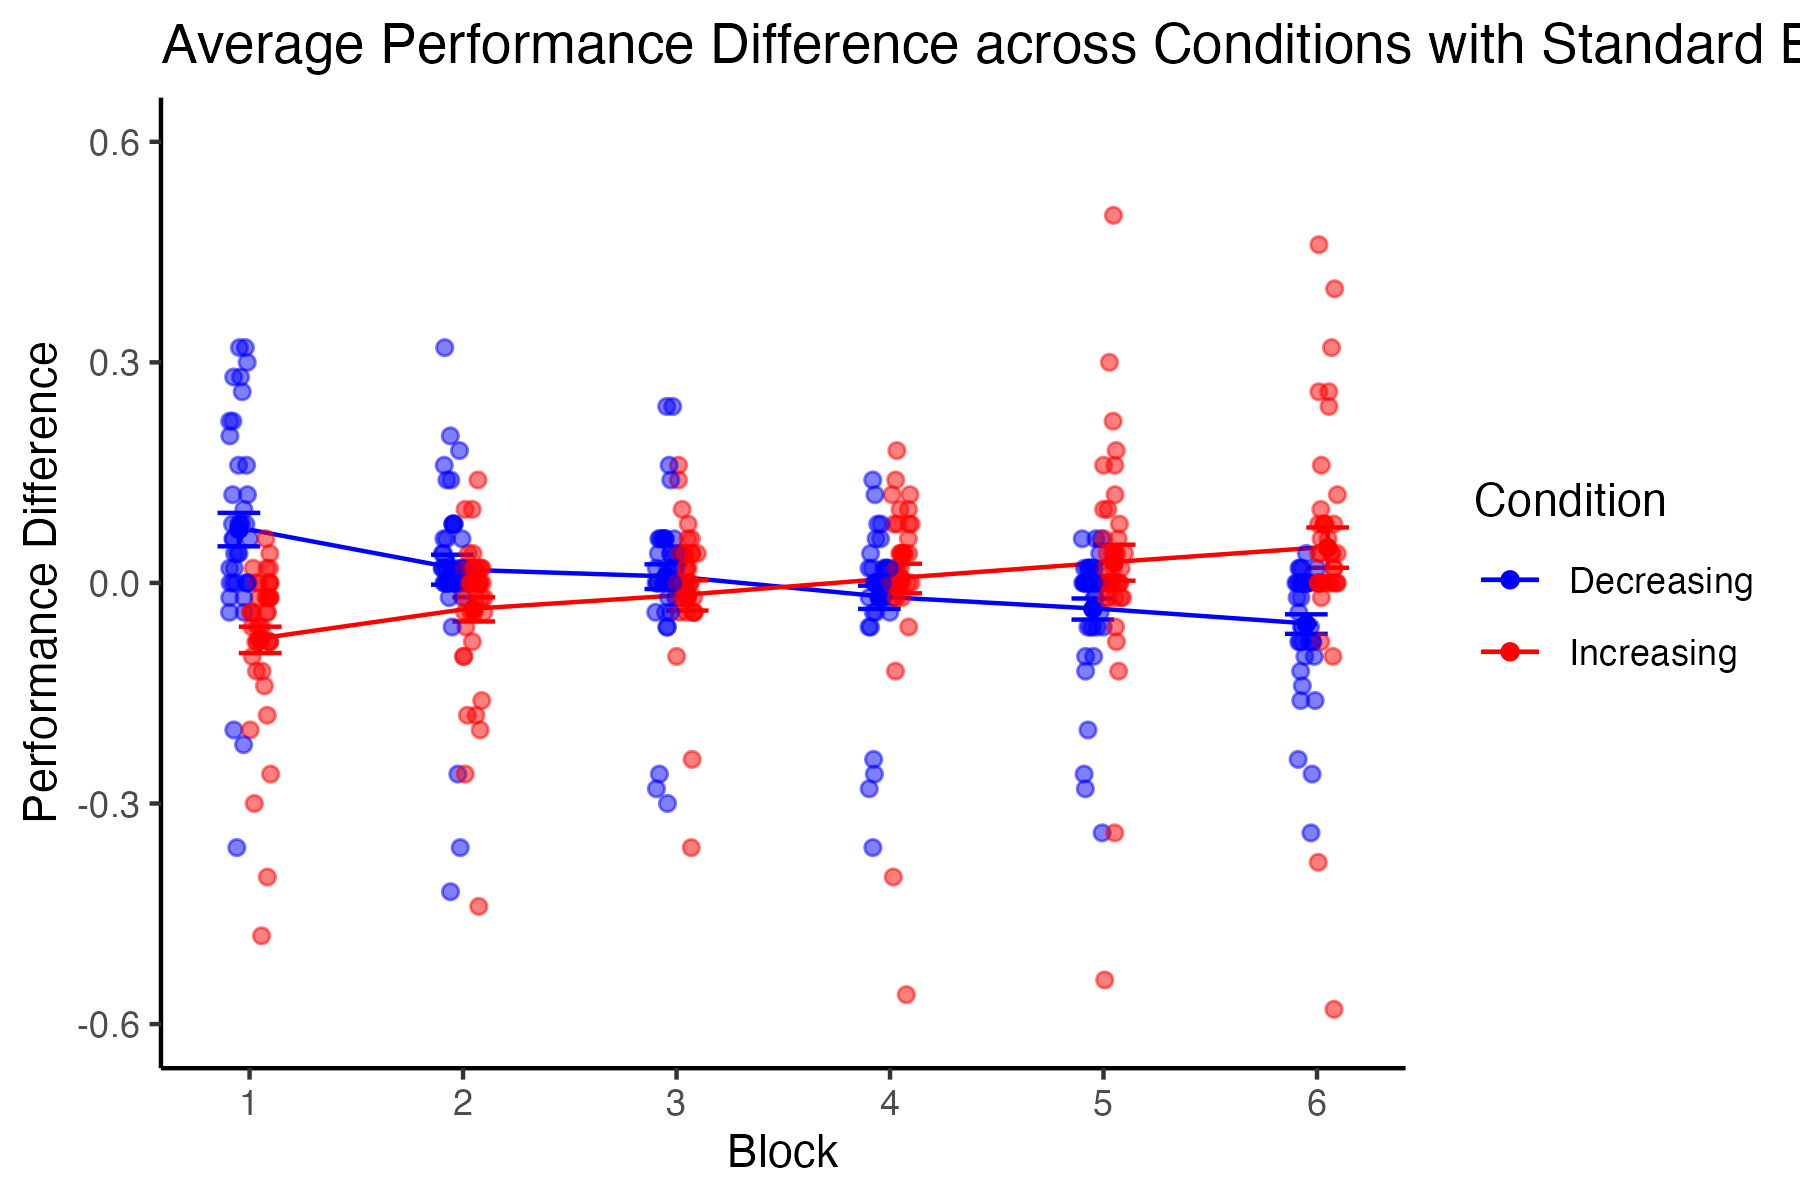 Average Performance Difference across Conditions with Standard E
0.6
0.3
0.0
-0.3
-0.6
Performance Difference
1 2 3 4 5 6
Block
Condition
Decreasing
Increasing